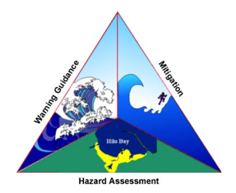 Warning Guidance
Mitigation
Hilo Bay
Hazard Assessment